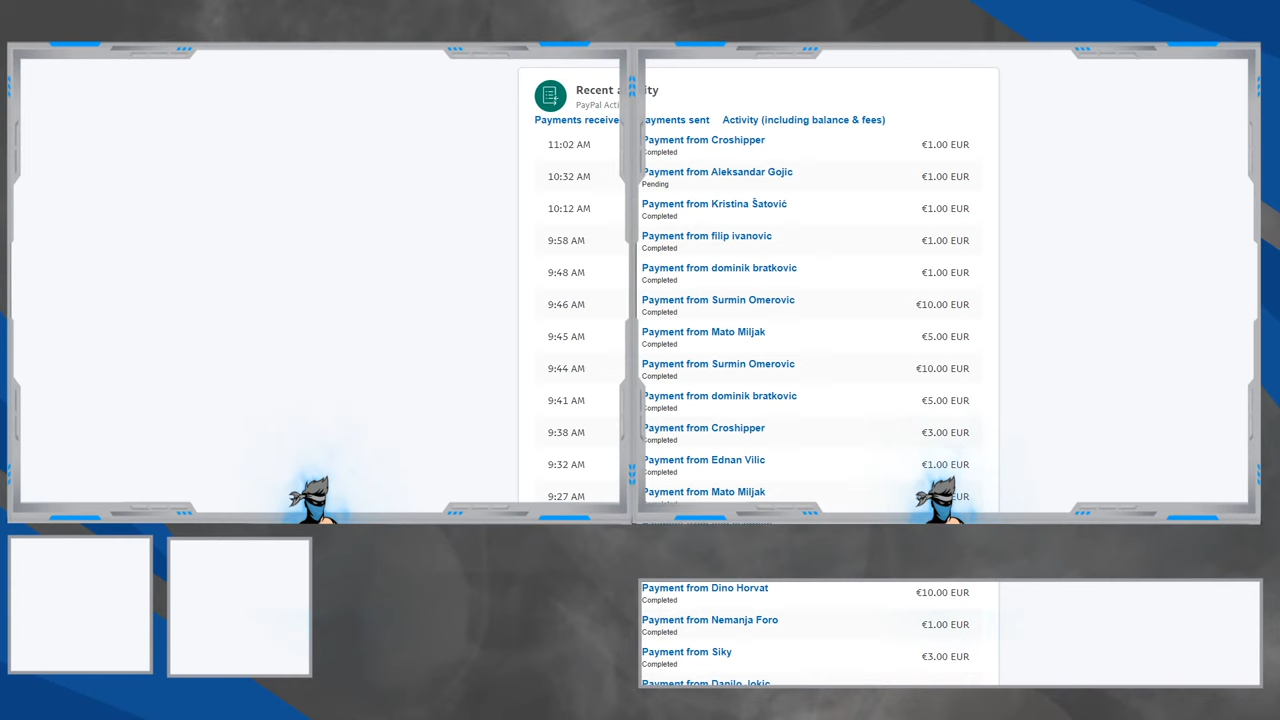 Recent a ity
PayPal Acti
Payments receive ayments sent Activity (including balance & fees)
11:02 AM Payment from Croshipper €1.00 EUR
Completed
10:32 AM Payment from Aleksandar Gojic €1.00 EUR
Pending
10:12 AM Payment from Kristina Šatović €1.00 EUR
Completed
9:58 AM Payment from filip ivanovic €1.00 EUR
Completed
9:48 AM Payment from dominik bratkovic €1.00 EUR
Completed
9:46 AM Payment from Surmin Omerovic €10.00 EUR
Completed
9:45 AM Payment from Mato Miljak €5.00 EUR
Completed
9:44 AM Payment from Surmin Omerovic €10.00 EUR
Completed
9:41 AM Payment from dominik bratkovic €5.00 EUR
Completed
9:38 AM Payment from Croshipper €3.00 EUR
Completed
9:32 AM Payment from Ednan Vilic €1.00 EUR
Completed
9:27 AM Payment from Mato Miljak EUR
Payment from Dino Horvat €10.00 EUR
Completed
Payment from Nemanja Foro €1.00 EUR
Completed
Payment from Siky €3.00 EUR
Completed
Payment from Danilo Jokic